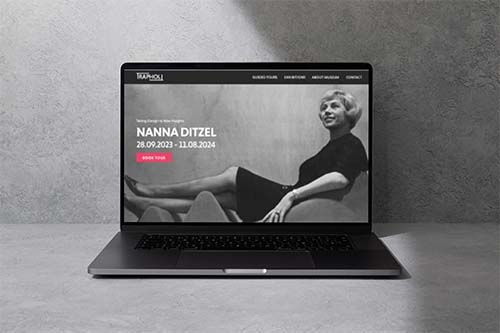 TRAPHOLT
GUIDED TOURS EXHIBITIONS ABOUT MUSEUM CONTACT
Taking Design to New Heights
NANNA DITZEL
28.09.2023 - 11.08.2024
BOOK TOUR